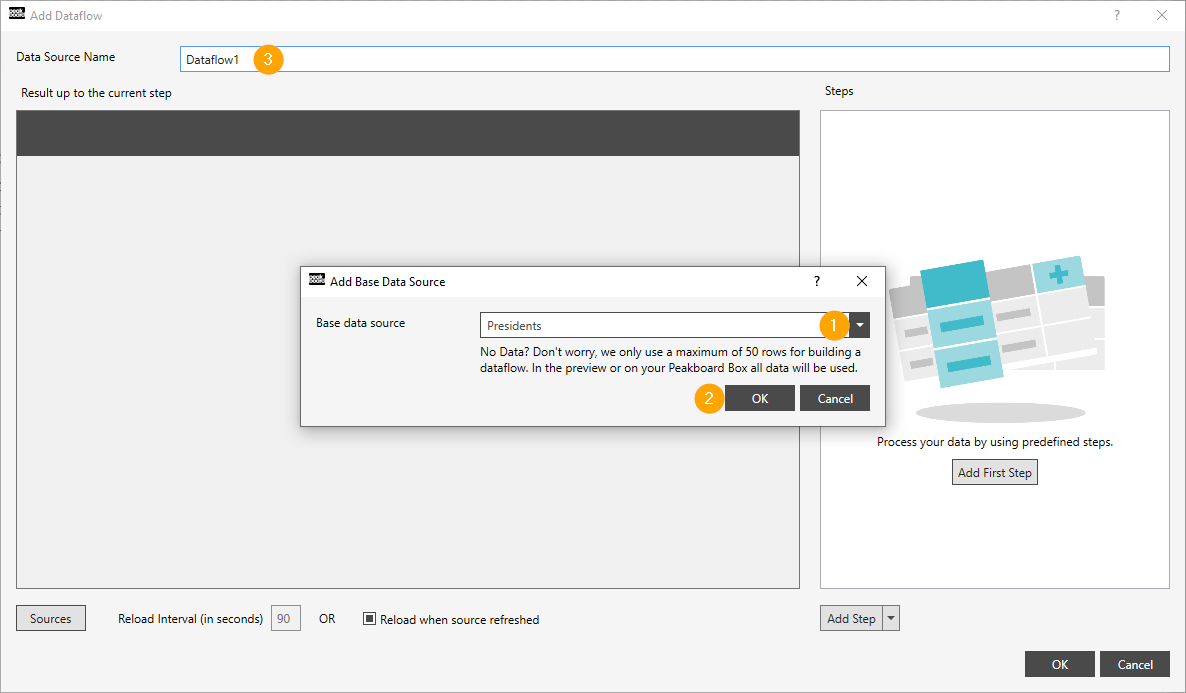 peak board Add Dataflow ?
Data Source Name Dataflow1 3
Result up to the current step
Steps
peak board Add Base Data Source ?
Base data source Presidents 1
No Data? Don't worry, we only use a maximum of 50 rows for building a
dataflow. In the preview or on your Peakboard Box all data will be used.
2 OK Cancel
Process your data by using predefined steps.
Add First Step
Sources Reload Interval (in seconds) 90 OR Reload when source refreshed Add Step
OK Cancel